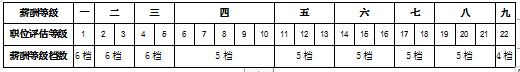 薪酬等级 一 二 三 四 五 六 七 八 九
职位评估等级 1 2 3 4 5 6 7 8 9 10 11 12 13 14 15 16 17 18 19 20 21 22
薪酬等级档数 6 档 6 档 6 档 5 档 5 档 5 档 5 档 5 档 4 档